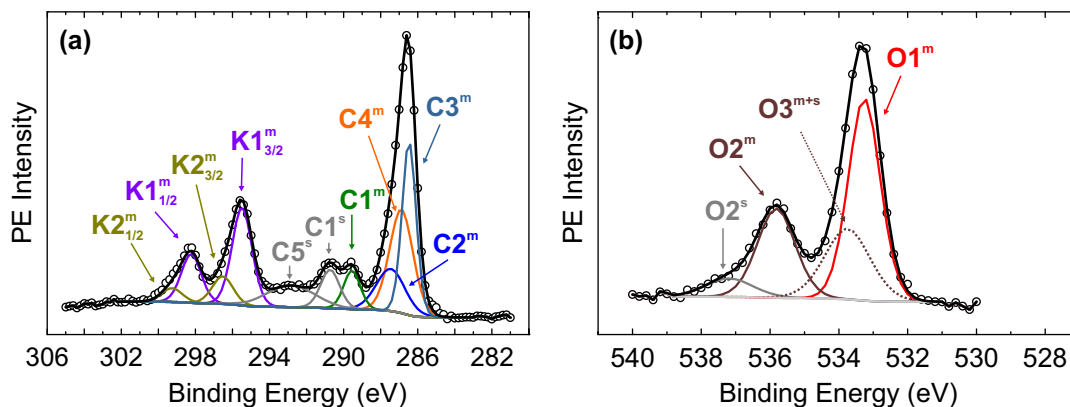 (a)
PE Intensity
K2ᵐ₁/₂
K1ᵐ₁/₂
K2ᵐ₃/₂
K1ᵐ₃/₂
C5ˢ
C1ˢ
C1ᵐ
C4ᵐ
C3ᵐ
C2ᵐ
306 302 298 294 290 286 282
Binding Energy (eV)
(b)
PE Intensity
O2ˢ
O2ᵐ
O3ᵐ⁺ˢ
O1ᵐ
540 538 536 534 532 530 528
Binding Energy (eV)